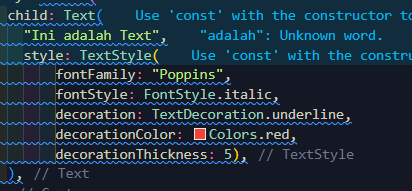 child: Text(     Use 'const' with the constructor to
"Ini adalah Text",     "adalah": Unknown word.
style: TextStyle(     Use 'const' with the constru
fontFamily: "Poppins",
fontStyle: FontStyle.italic,
decoration: TextDecoration.underline,
decorationColor: Colors.red,
decorationThickness: 5), // TextStyle
), // Text